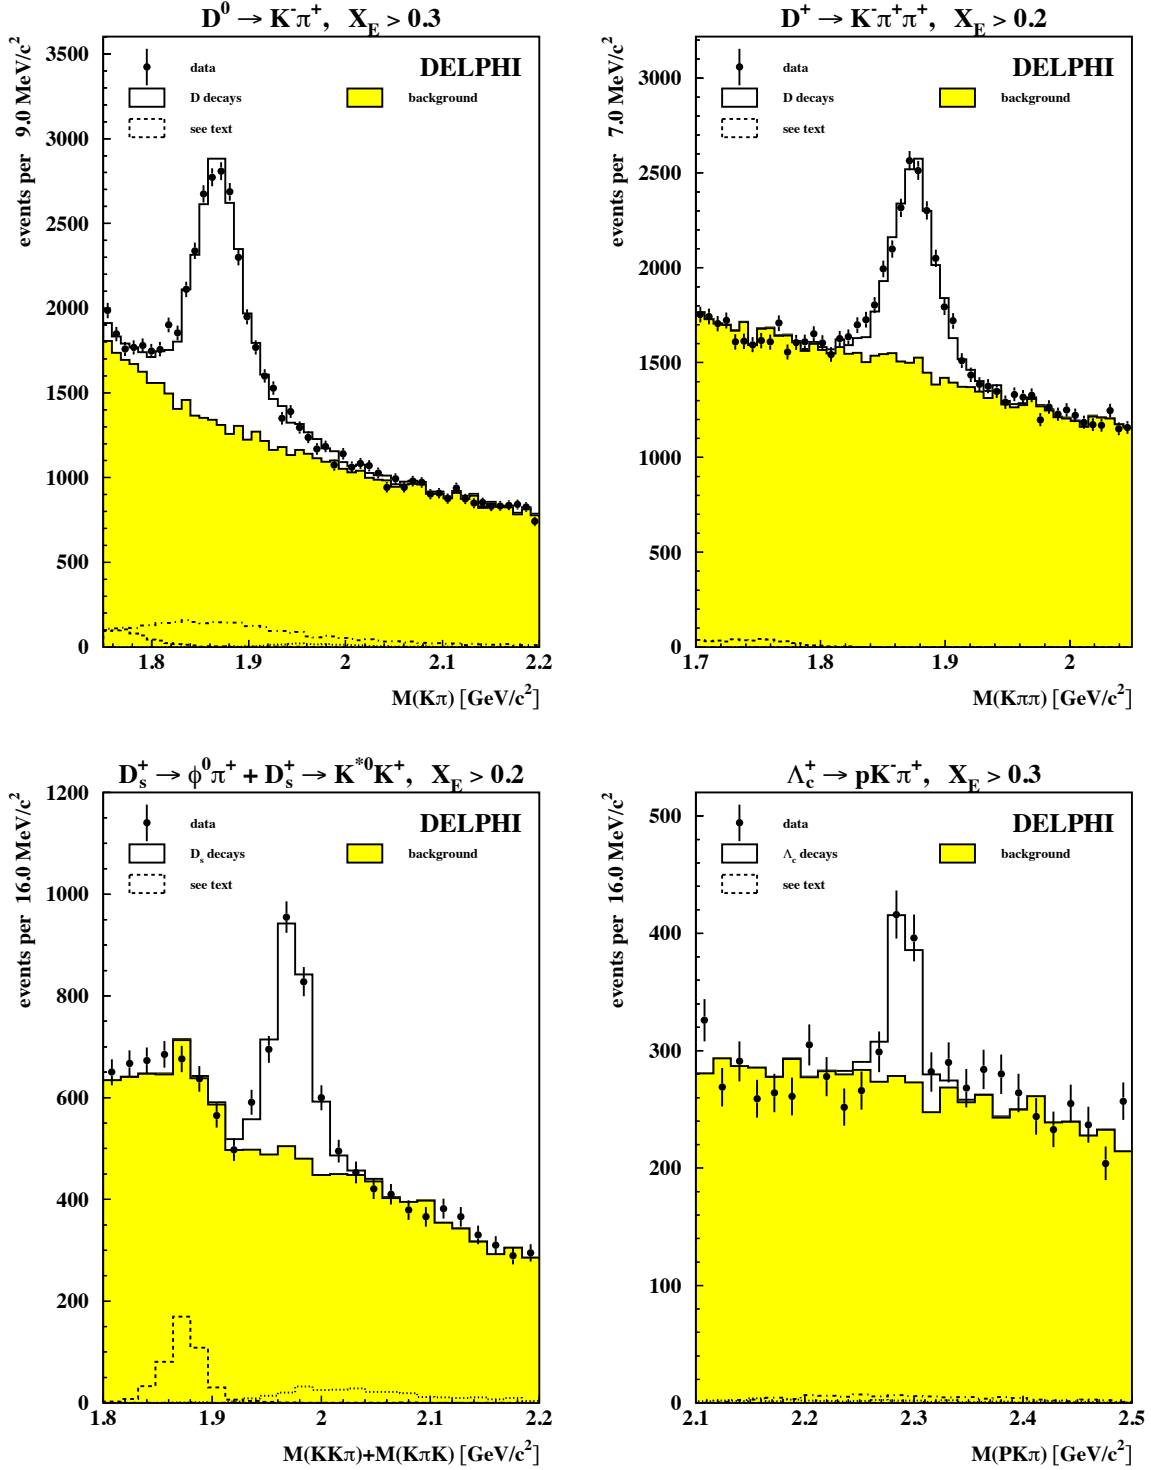 D⁰ → K⁻π⁺, X_E > 0.3
events per 9.0 MeV/c²
DELPHI
data
D decays
background
see text
3500
3000
2500
2000
1500
1000
500
0
1.8 1.9 2 2.1 2.2
M(Kπ) [GeV/c²]
D⁺ → K⁻π⁺π⁺, X_E > 0.2
events per 7.0 MeV/c²
DELPHI
data
D decays
background
see text
3000
2500
2000
1500
1000
500
0
1.7 1.8 1.9 2
M(Kππ) [GeV/c²]
D_s⁺ → ϕ⁰π⁺ + D_s⁺ → K*⁰K⁺, X_E > 0.2
events per 16.0 MeV/c²
DELPHI
data
D_s decays
background
see text
1200
1000
800
600
400
200
0
1.8 1.9 2 2.1 2.2
M(KKπ)+M(KπK) [GeV/c²]
Λ_c⁺ → pK⁻π⁺, X_E > 0.3
events per 16.0 MeV/c²
DELPHI
data
Λ_c decays
background
see text
500
400
300
200
100
0
2.1 2.2 2.3 2.4 2.5
M(PKπ) [GeV/c²]